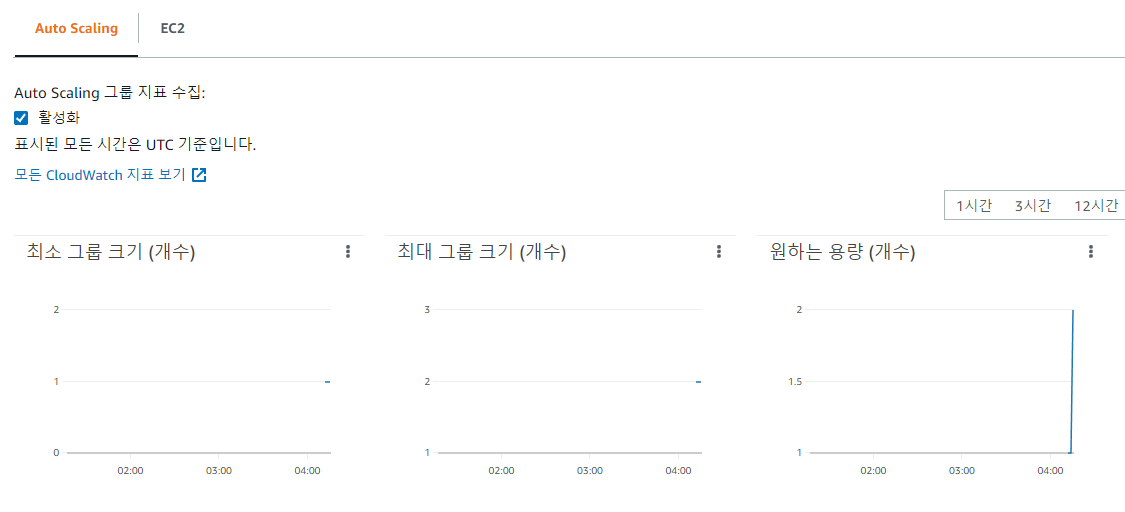 Auto Scaling EC2
Auto Scaling 그룹 지표 수집:
활성화
표시된 모든 시간은 UTC 기준입니다.
모든 CloudWatch 지표 보기
1시간 3시간 12시간
최소 그룹 크기 (개수)
2
1
0
02:00 03:00 04:00
최대 그룹 크기 (개수)
3
2
1
02:00 03:00 04:00
원하는 용량 (개수)
2
1.5
1
02:00 03:00 04:00